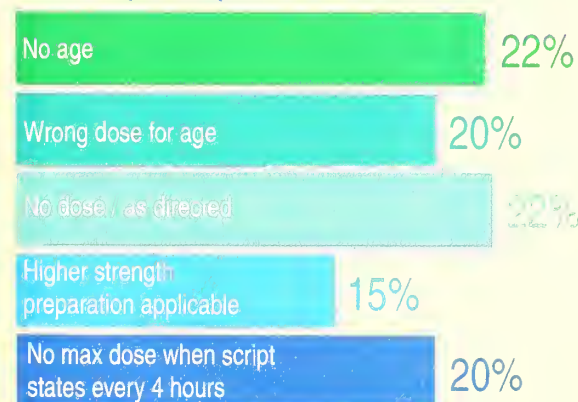 No age
22%
Wrong dose for age
20%
No dose / as directed
22%
Higher strength
preparation applicable
15%
No max dose when script
states every 4 hours
20%